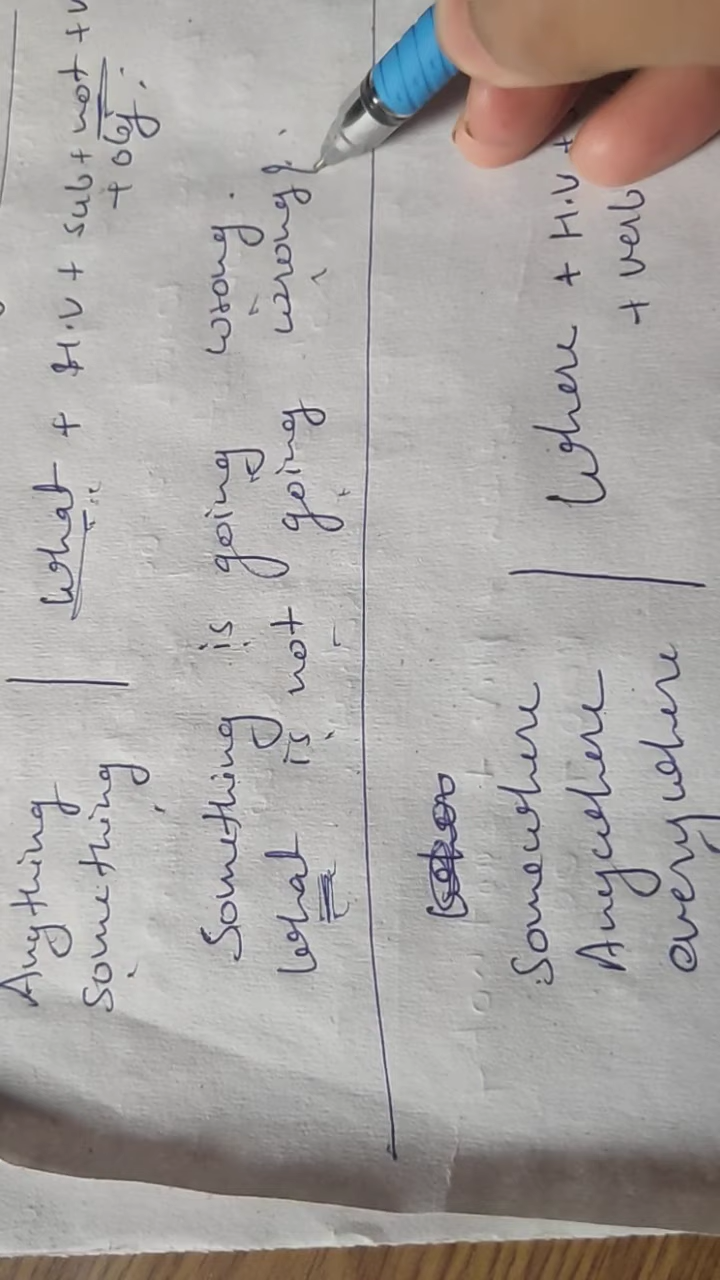 Anything | What + H.V + sub + not + v
Something + obj.
Something is going wrong.
What is not going wrong?
Somewhere
Anywhere | Where + H.V +
everywhere + verb